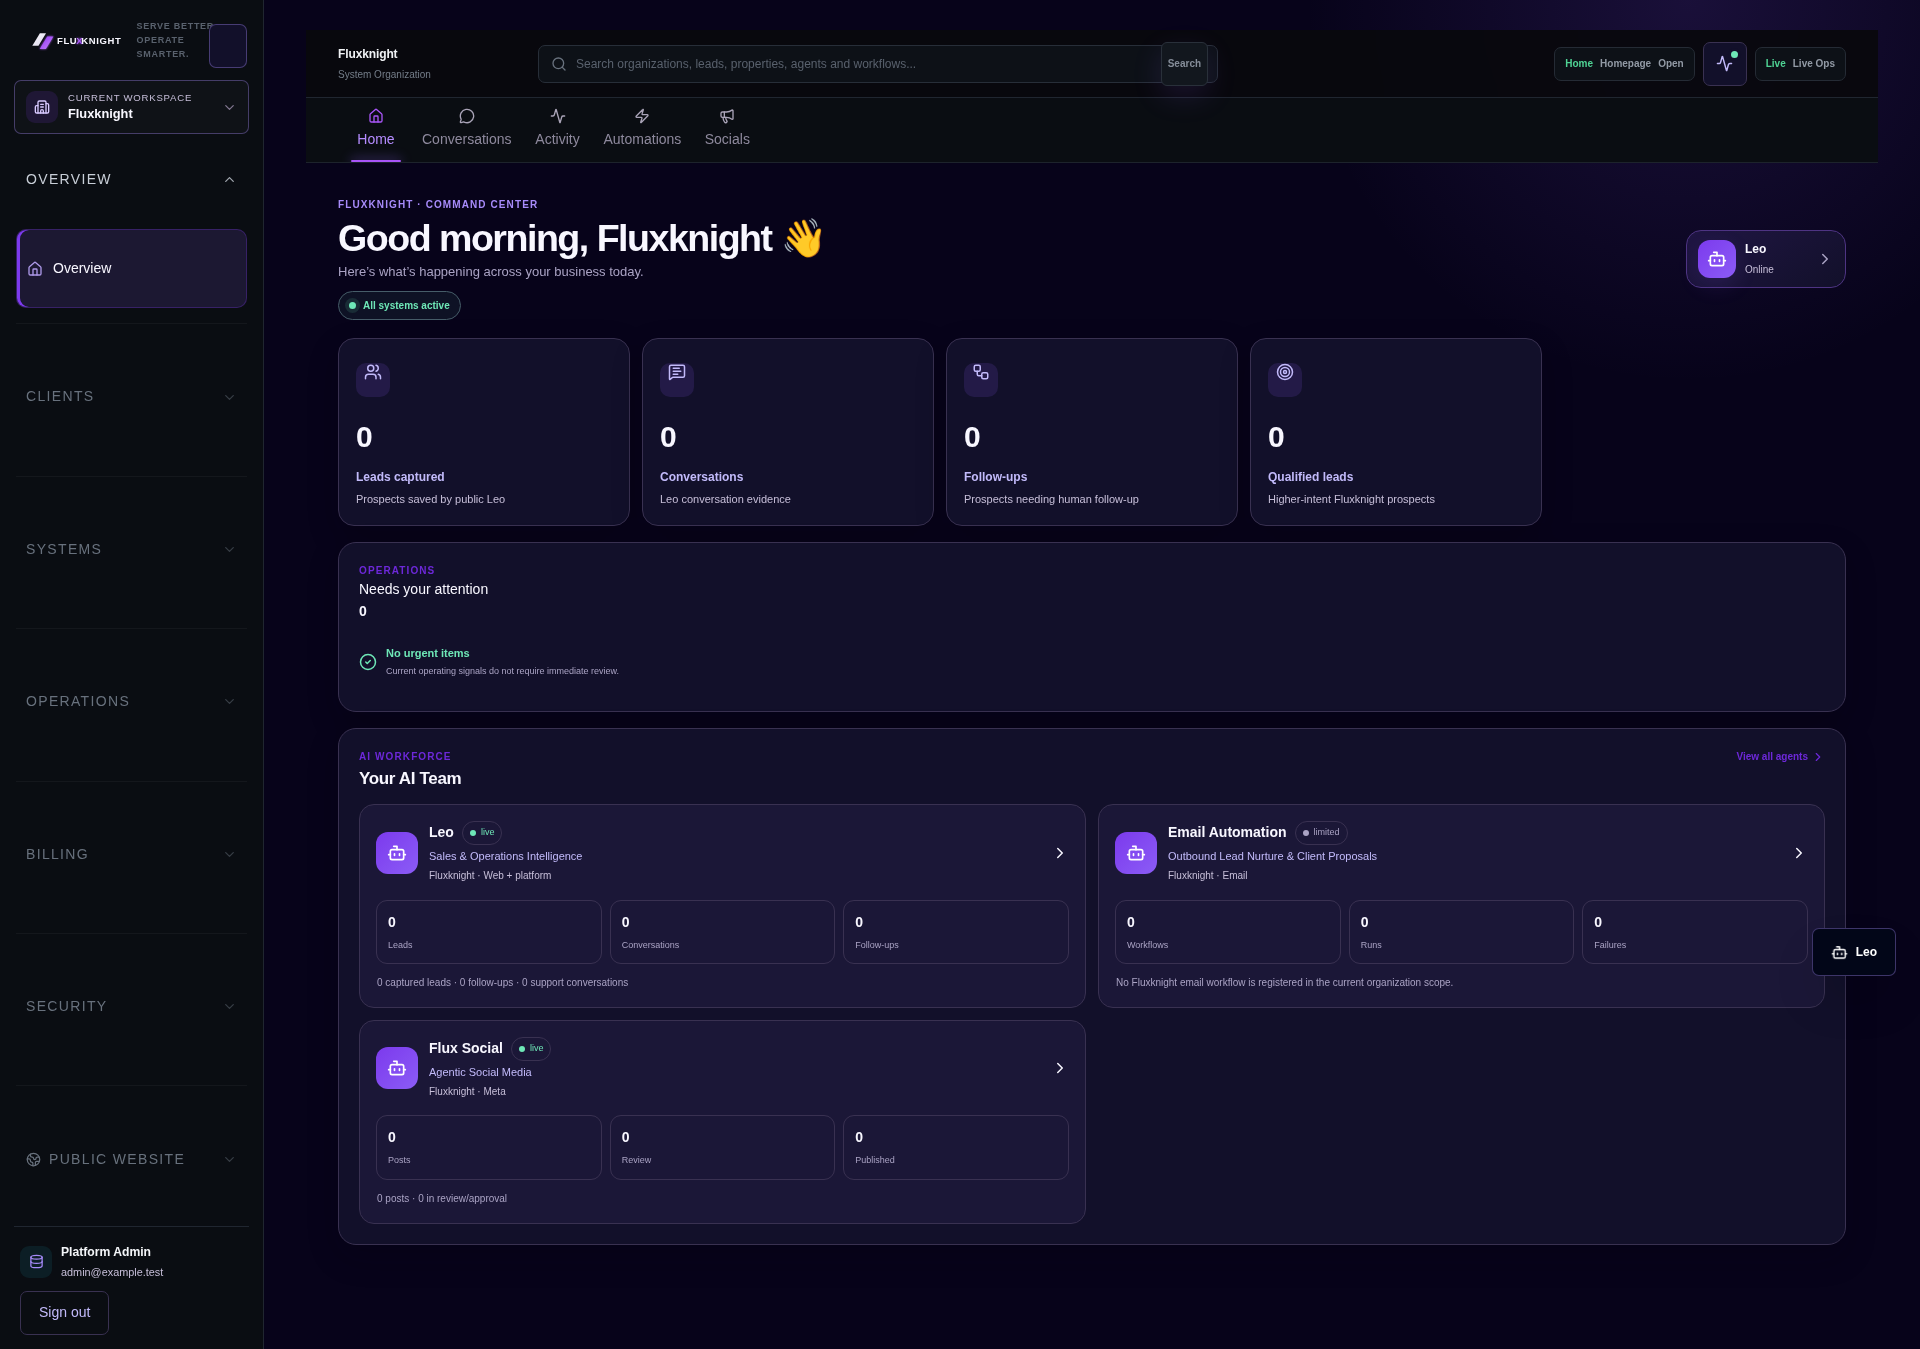 FLUXKNIGHT
SERVE BETTER
OPERATE
SMARTER.
CURRENT WORKSPACE
Fluxknight
OVERVIEW
Overview
CLIENTS
SYSTEMS
OPERATIONS
BILLING
SECURITY
PUBLIC WEBSITE
Platform Admin
admin@example.test
Sign out
Fluxknight
System Organization
Search organizations, leads, properties, agents and workflows...
Search
Home Homepage Open
Live Live Ops
Home
Conversations
Activity
Automations
Socials
FLUXKNIGHT · COMMAND CENTER
Good morning, Fluxknight 👋
Here’s what’s happening across your business today.
All systems active
Leo
Online
0
Leads captured
Prospects saved by public Leo
0
Conversations
Leo conversation evidence
0
Follow-ups
Prospects needing human follow-up
0
Qualified leads
Higher-intent Fluxknight prospects
OPERATIONS
Needs your attention
0
No urgent items
Current operating signals do not require immediate review.
AI WORKFORCE
Your AI Team
View all agents
Leo
live
Sales & Operations Intelligence
Fluxknight · Web + platform
0
Leads
0
Conversations
0
Follow-ups
0 captured leads · 0 follow-ups · 0 support conversations
Email Automation
limited
Outbound Lead Nurture & Client Proposals
Fluxknight · Email
0
Workflows
0
Runs
0
Failures
No Fluxknight email workflow is registered in the current organization scope.
Flux Social
live
Agentic Social Media
Fluxknight · Meta
0
Posts
0
Review
0
Published
0 posts · 0 in review/approval
Leo